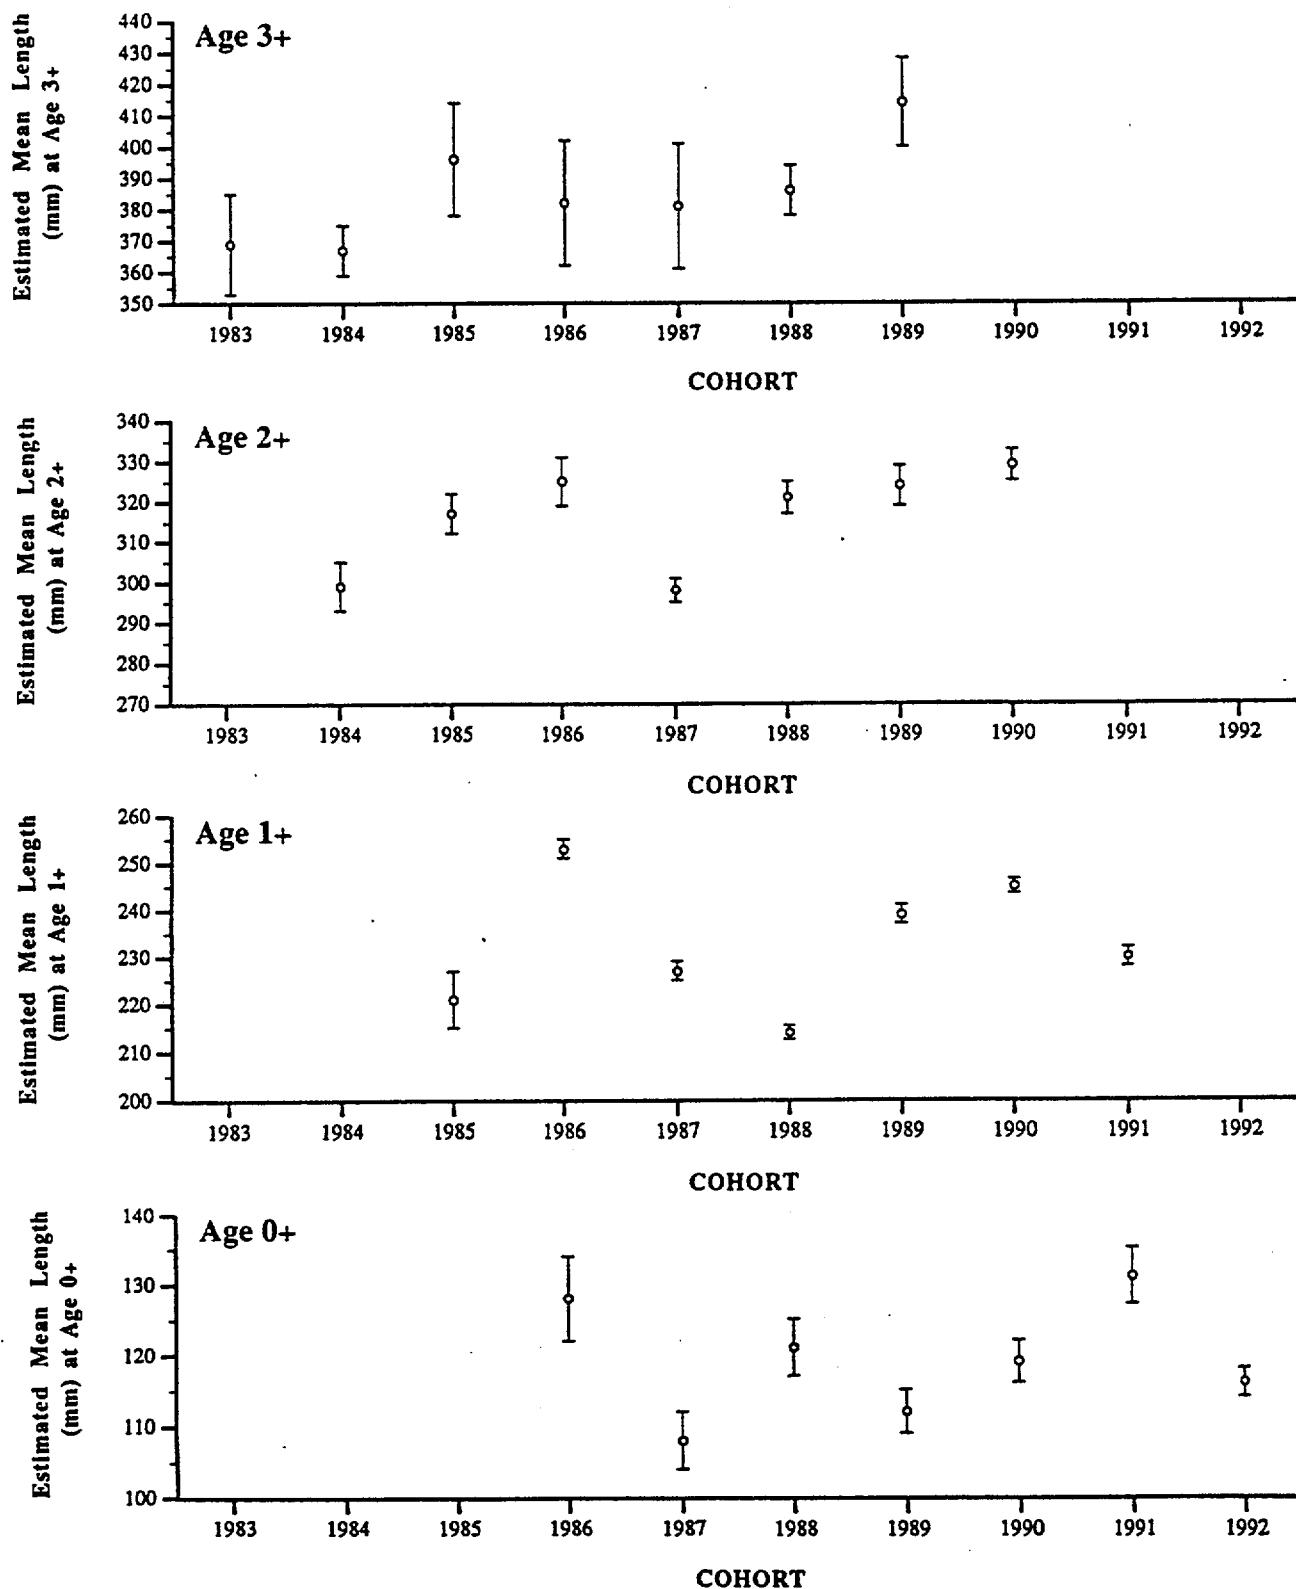 Age 3+
Estimated Mean Length
(mm) at Age 3+
440
430
420
410
400
390
380
370
360
350
1983 1984 1985 1986 1987 1988 1989 1990 1991 1992
COHORT
Age 2+
Estimated Mean Length
(mm) at Age 2+
340
330
320
310
300
290
280
270
1983 1984 1985 1986 1987 1988 1989 1990 1991 1992
COHORT
Age 1+
Estimated Mean Length
(mm) at Age 1+
260
250
240
230
220
210
200
1983 1984 1985 1986 1987 1988 1989 1990 1991 1992
COHORT
Age 0+
Estimated Mean Length
(mm) at Age 0+
140
130
120
110
100
1983 1984 1985 1986 1987 1988 1989 1990 1991 1992
COHORT